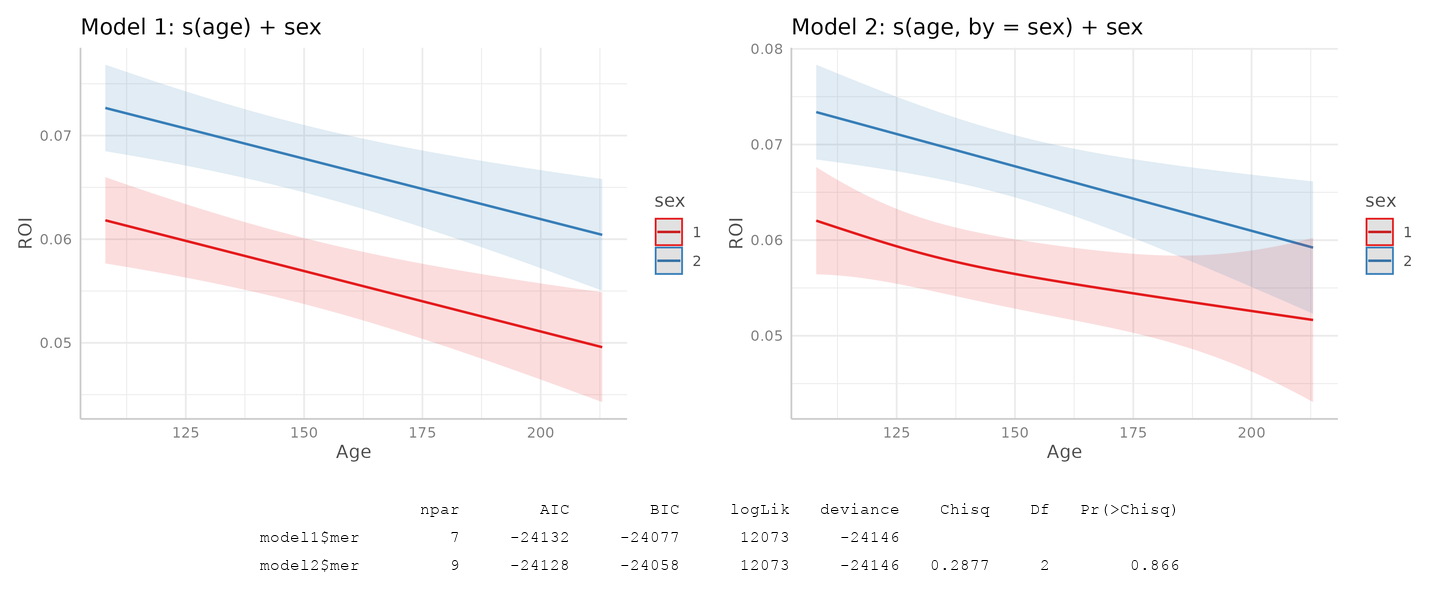 Model 1: s(age) + sex
0.07
0.06
0.05
ROI
125 150 175 200
Age
sex
1
2
Model 2: s(age, by = sex) + sex
0.08
0.07
0.06
0.05
ROI
125 150 175 200
Age
sex
1
2
npar AIC BIC logLik deviance Chisq Df Pr(>Chisq)
model1$mer 7 -24132 -24077 12073 -24146
model2$mer 9 -24128 -24058 12073 -24146 0.2877 2 0.866